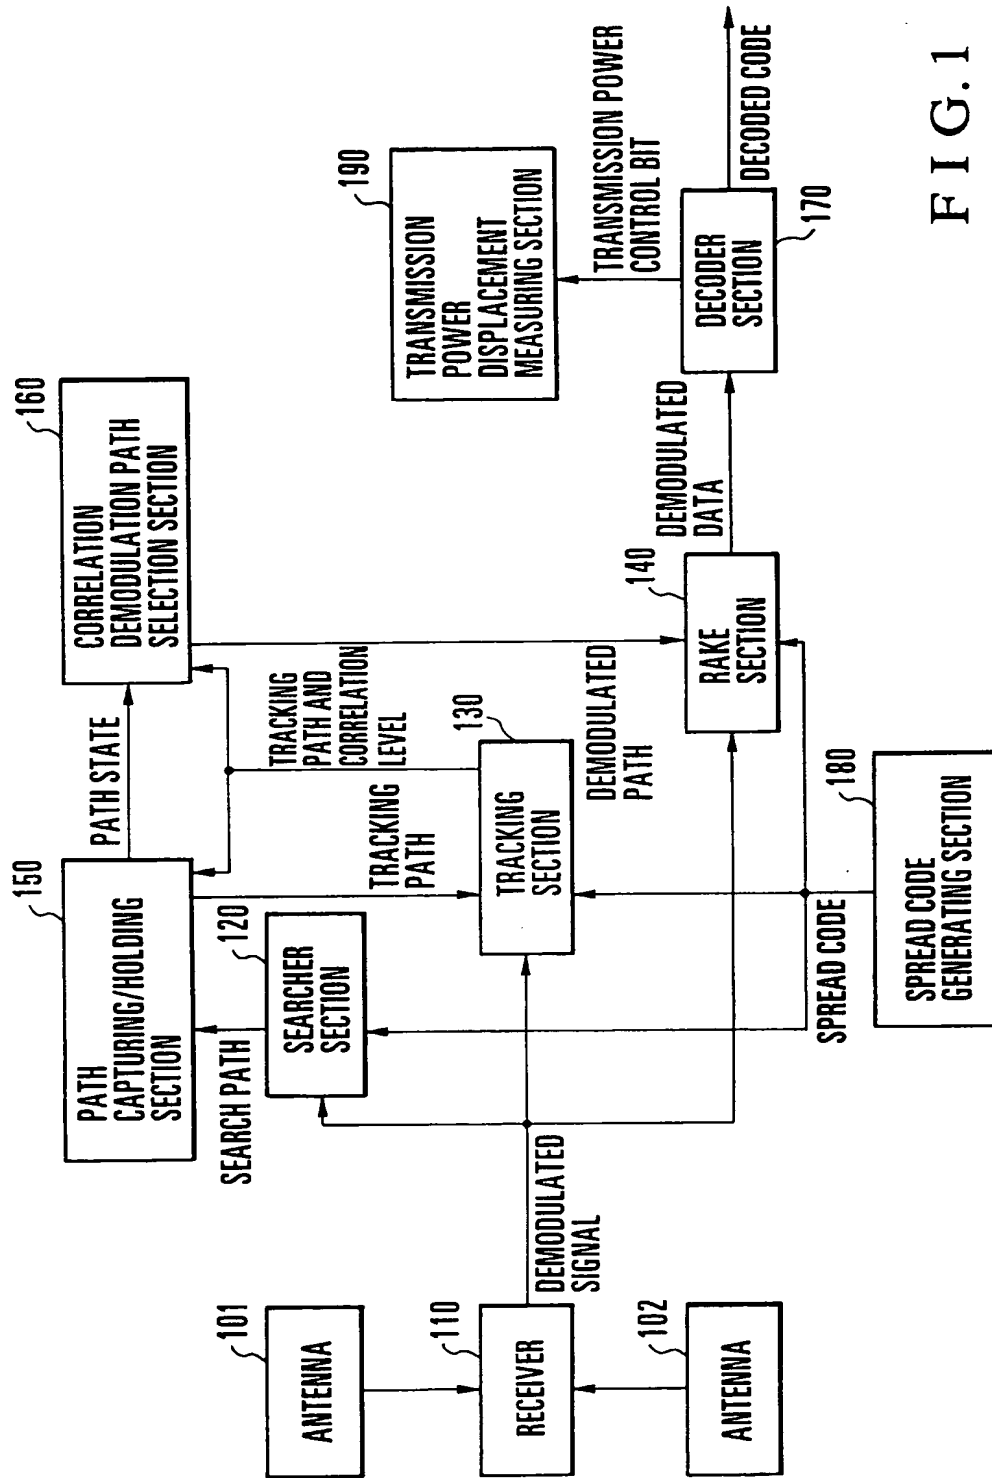 101
ANTENNA
110
RECEIVER
102
ANTENNA
DEMODULATED
SIGNAL
150
PATH
CAPTURING/HOLDING
SECTION
SEARCH PATH
120
SEARCHER
SECTION
PATH STATE
TRACKING
PATH
TRACKING
PATH AND
CORRELATION
LEVEL
130
TRACKING
SECTION
160
CORRELATION
DEMODULATION PATH
SELECTION SECTION
DEMODULATED
PATH
140
RAKE
SECTION
SPREAD CODE
180
SPREAD CODE
GENERATING SECTION
DEMODULATED
DATA
190
TRANSMISSION
POWER
DISPLACEMENT
MEASURING SECTION
TRANSMISSION POWER
CONTROL BIT
DECODER
SECTION
170
DECODED CODE
FIG. 1